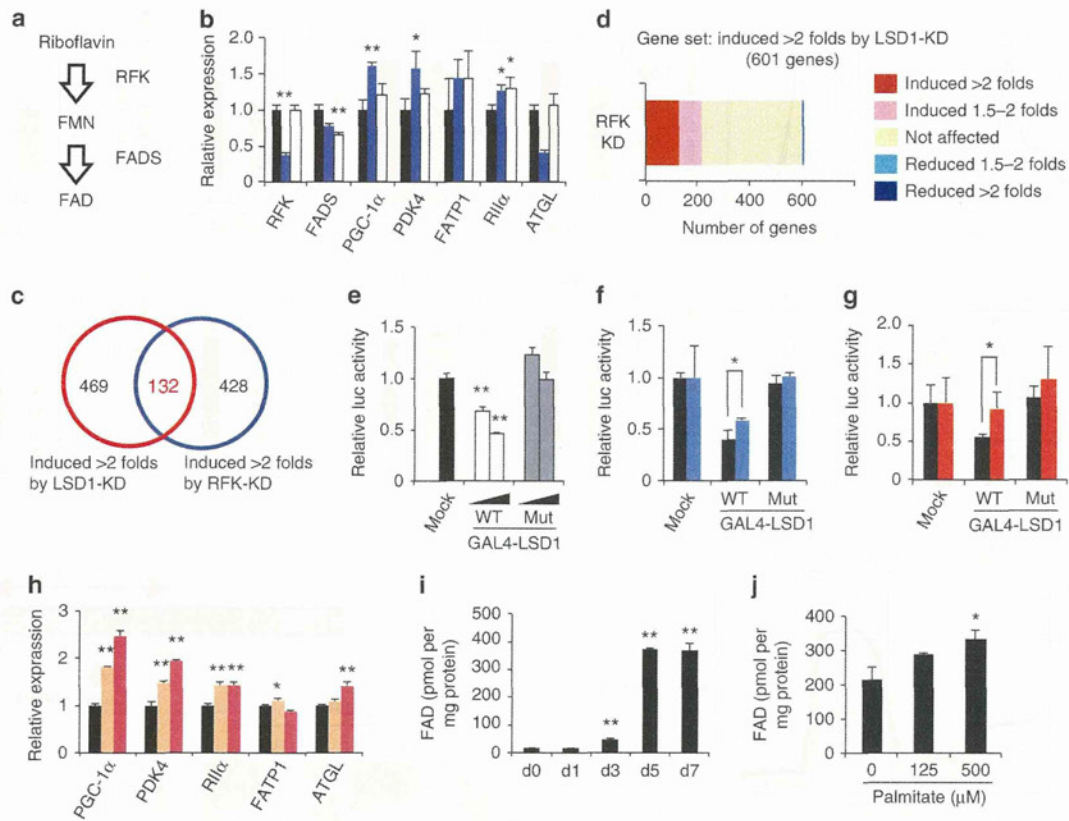 a
Riboflavin
RFK
FMN
FADS
FAD
b
Ralative expression
2.0
1.5
1.0
0.5
0
**
**
**
*
*
*
RFK
FADS
PGC-1α
PDK4
FATP1
RIIα
ATGL
c
469
132
428
Induced >2 folds
by LSD1-KD
Induced >2 folds
by RFK-KD
d
Gene set: induced >2 folds by LSD1-KD
(601 genes)
RFK
KD
0
200
400
600
800
Number of genes
Induced >2 folds
Induced 1.5–2 folds
Not affected
Reduced 1.5–2 folds
Reduced >2 folds
e
Relative luc activity
1.5
1.0
0.5
0
**
**
Mock
WT
Mut
GAL4-LSD1
f
Relative luc activity
1.5
1.0
0.5
0
*
Mock
WT
Mut
GAL4-LSD1
g
Relative luc activity
2.0
1.5
1.0
0.5
0
*
Mock
WT
Mut
GAL4-LSD1
h
Relative exprassion
3
2
1
0
**
**
**
**
**
**
*
**
PGC-1α
PDK4
RIIα
FATP1
ATGL
i
FAD (pmol per
mg protein)
500
400
300
200
100
0
**
**
**
d0
d1
d3
d5
d7
j
FAD (pmol per
mg protein)
400
300
200
100
0
*
0
125
500
Palmitate (μM)